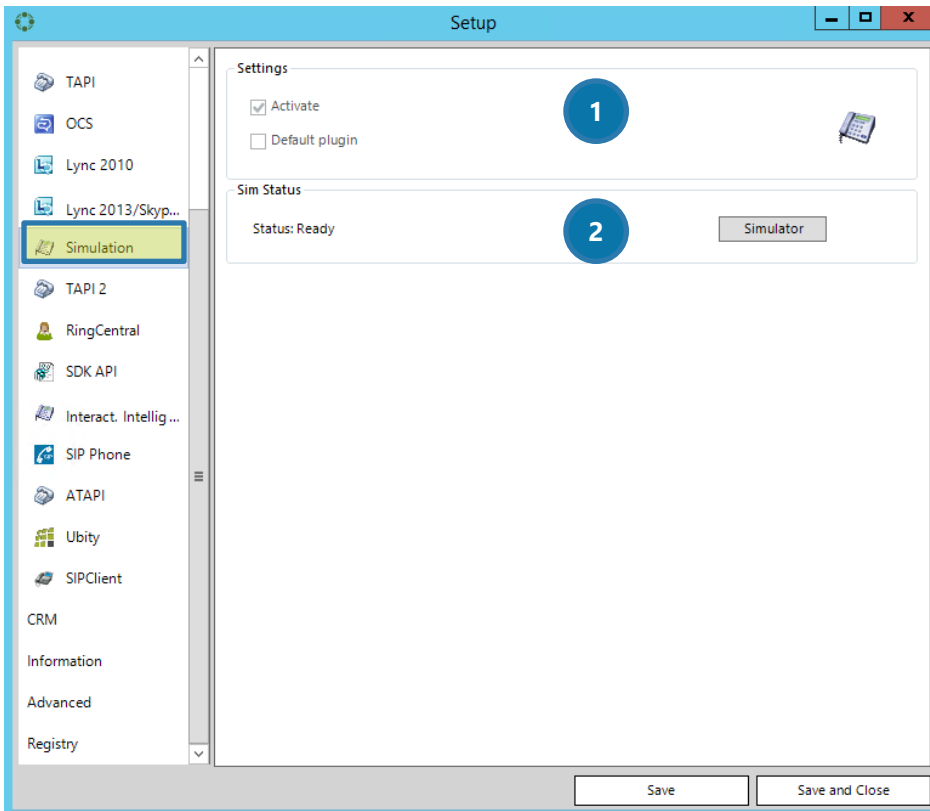 Setup
TAPI
OCS
Lync 2010
Lync 2013/Skyp...
Simulation
TAPI 2
RingCentral
SDK API
Interact. Intellig ...
SIP Phone
ATAPI
Ubity
SIPClient
CRM
Information
Advanced
Registry
Settings
Activate
1
Default plugin
Sim Status
Status: Ready
2
Simulator
Save
Save and Close